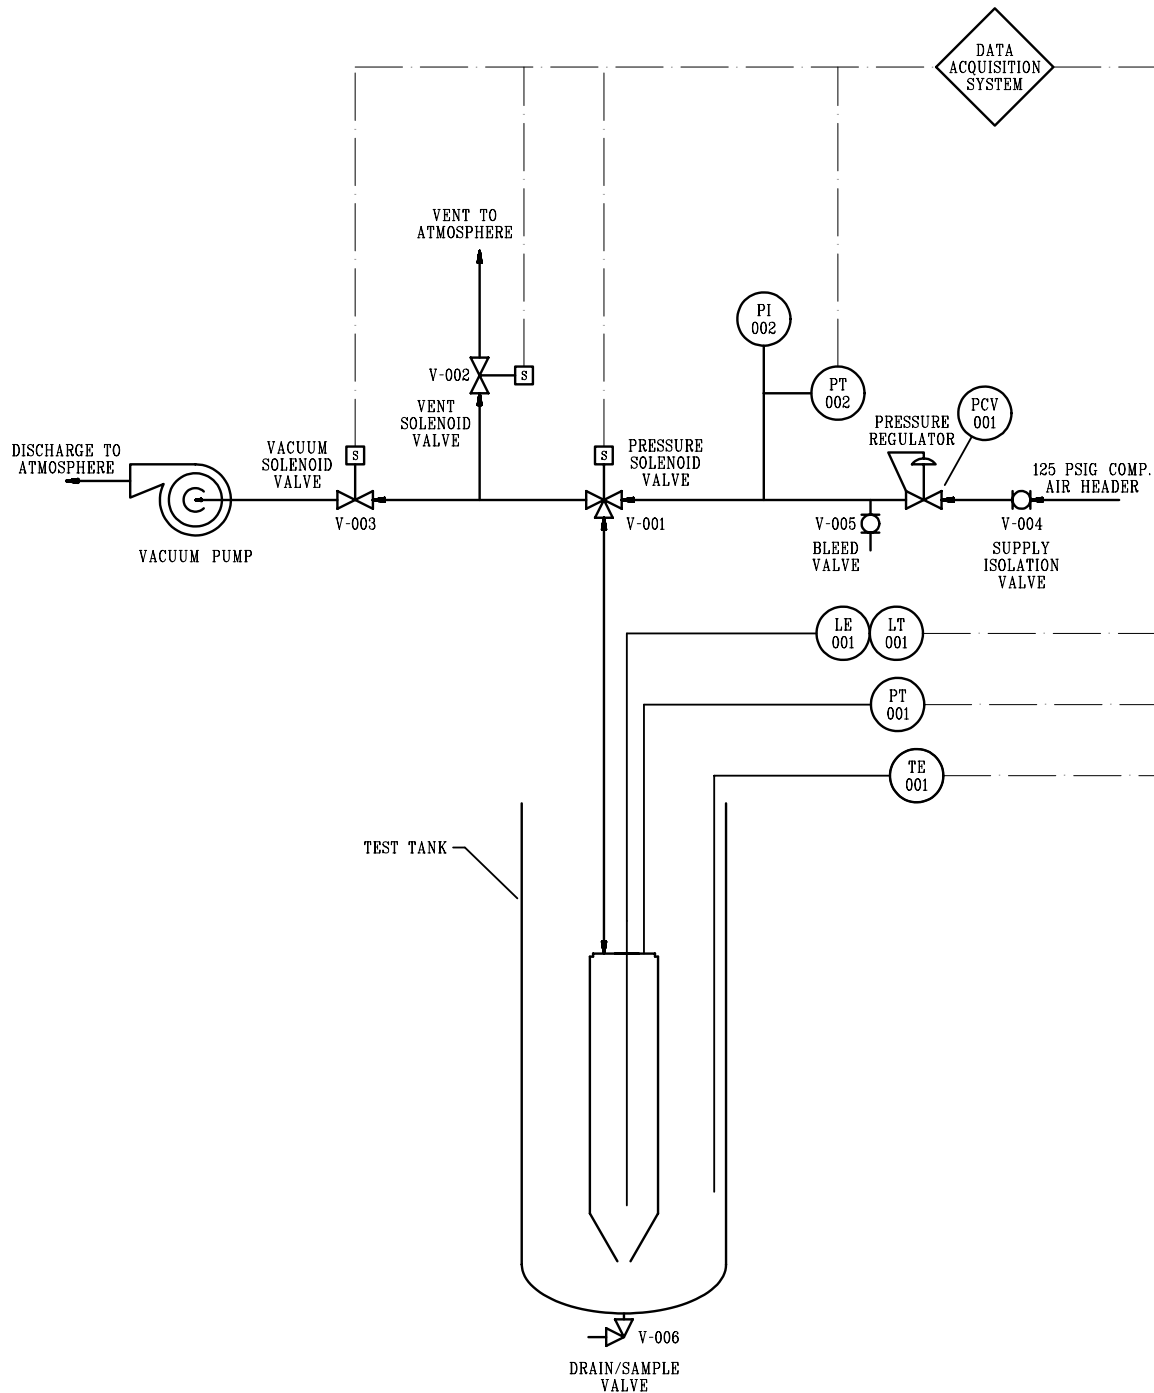 DATA
ACQUISITION
SYSTEM
VENT TO
ATMOSPHERE
PI
002
V-002
S
PT
002
VENT
SOLENOID
VALVE
PCV
001
PRESSURE
REGULATOR
DISCHARGE TO
ATMOSPHERE
VACUUM
SOLENOID
VALVE
S
S
PRESSURE
SOLENOID
VALVE
125 PSIG COMP.
AIR HEADER
V-003
V-001
V-005
V-004
VACUUM PUMP
BLEED
VALVE
SUPPLY
ISOLATION
VALVE
LE
001
LT
001
PT
001
TE
001
TEST TANK
V-006
DRAIN/SAMPLE
VALVE